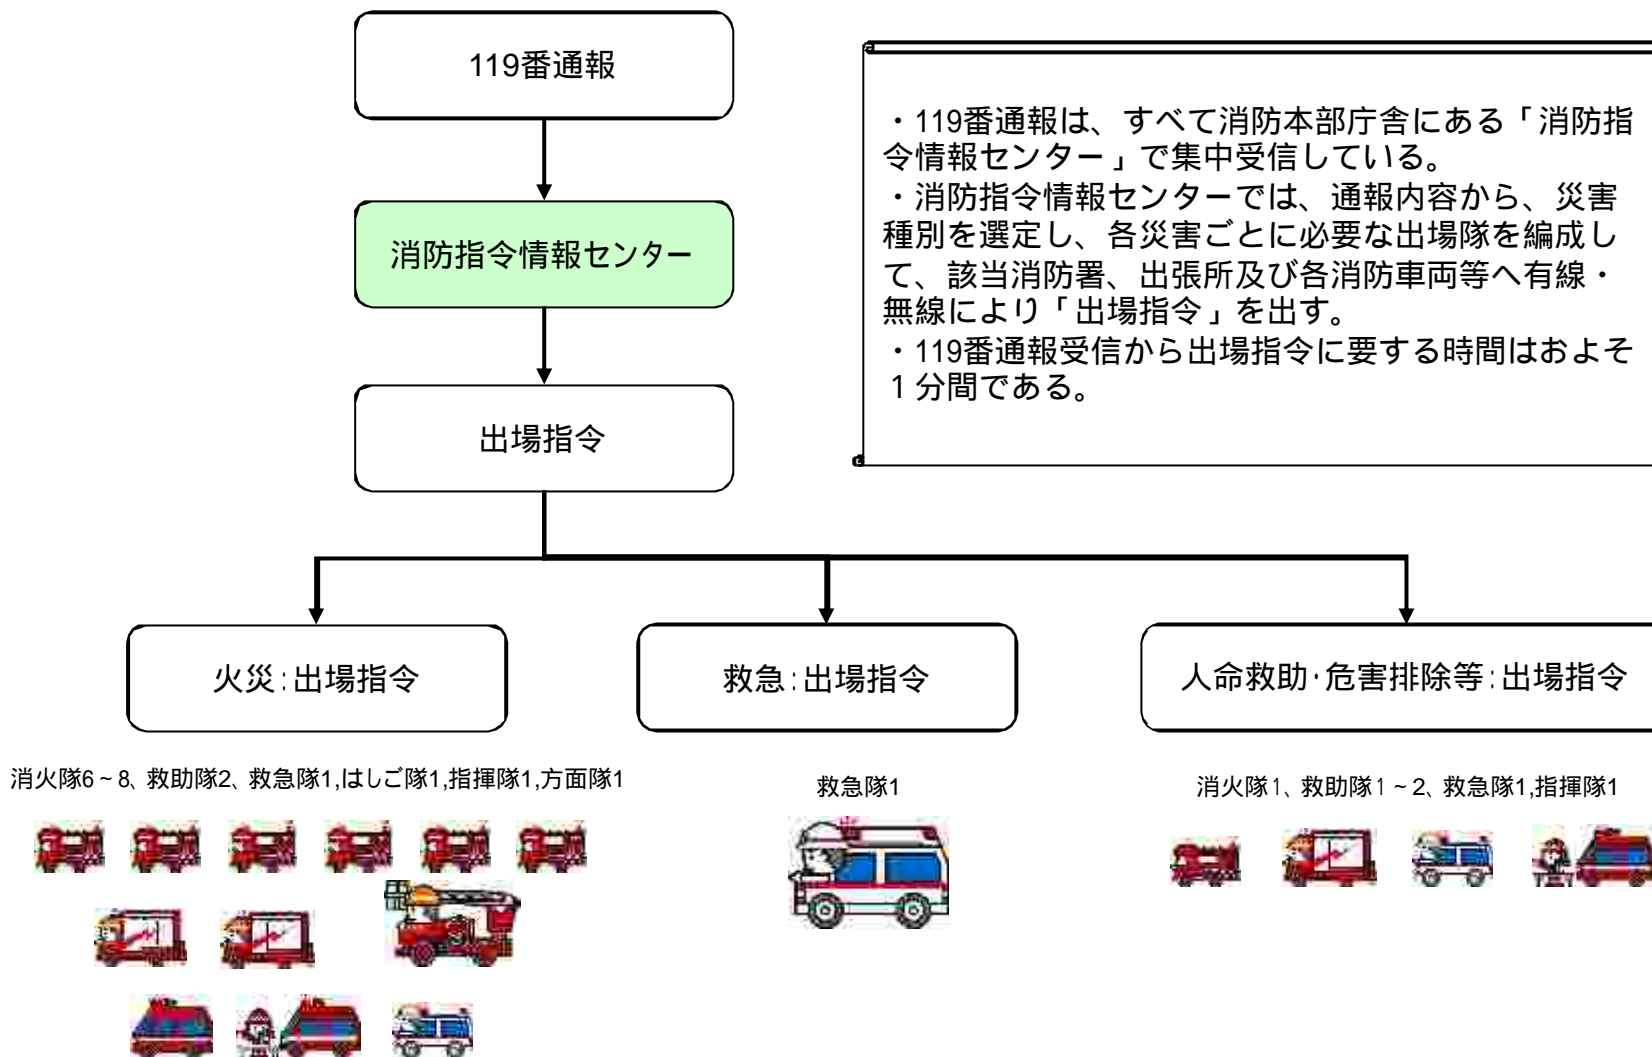 119番通報
・119番通報は、すべて消防本部庁舎にある「消防指
令情報センター」で集中受信している。
・消防指令情報センターでは、通報内容から、災害
種別を選定し、各災害ごとに必要な出場隊を編成し
て、該当消防署、出張所及び各消防車両等へ有線・
無線により「出場指令」を出す。
・119番通報受信から出場指令に要する時間はおよそ
1分間である。
消防指令情報センター
出場指令
火災:出場指令
救急:出場指令
人命救助・危害排除等:出場指令
消火隊6~8、救助隊2、救急隊1,はしご隊1,指揮隊1,方面隊1
救急隊1
消火隊1、救助隊1~2、救急隊1,指揮隊1